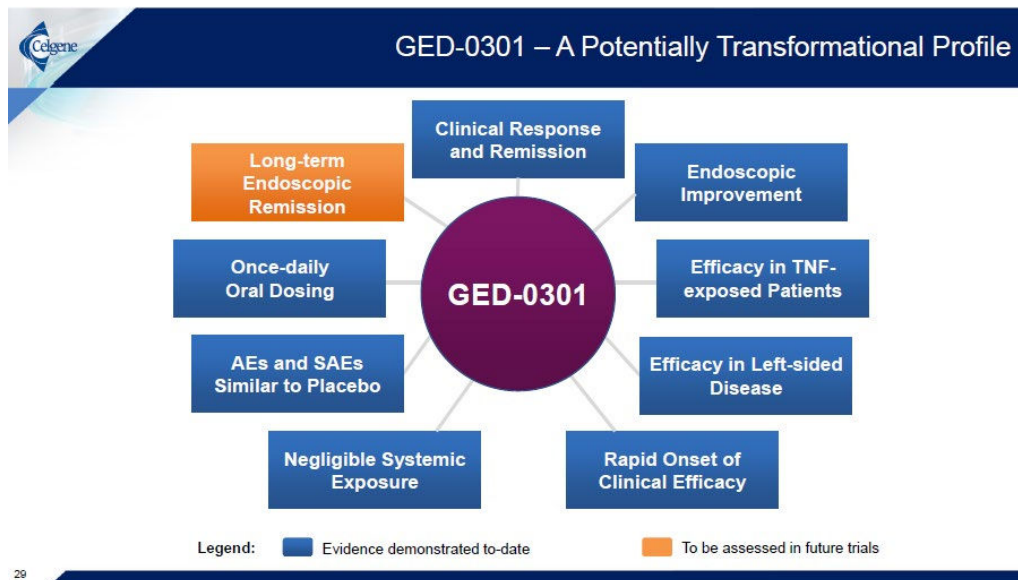 Celgene
GED-0301 – A Potentially Transformational Profile
Clinical Response
and Remission
Long-term
Endoscopic
Remission
Endoscopic
Improvement
Once-daily
Oral Dosing
GED-0301
Efficacy in TNF-
exposed Patients
AEs and SAEs
Similar to Placebo
Efficacy in Left-sided
Disease
Negligible Systemic
Exposure
Rapid Onset of
Clinical Efficacy
Legend: Evidence demonstrated to-date To be assessed in future trials
29